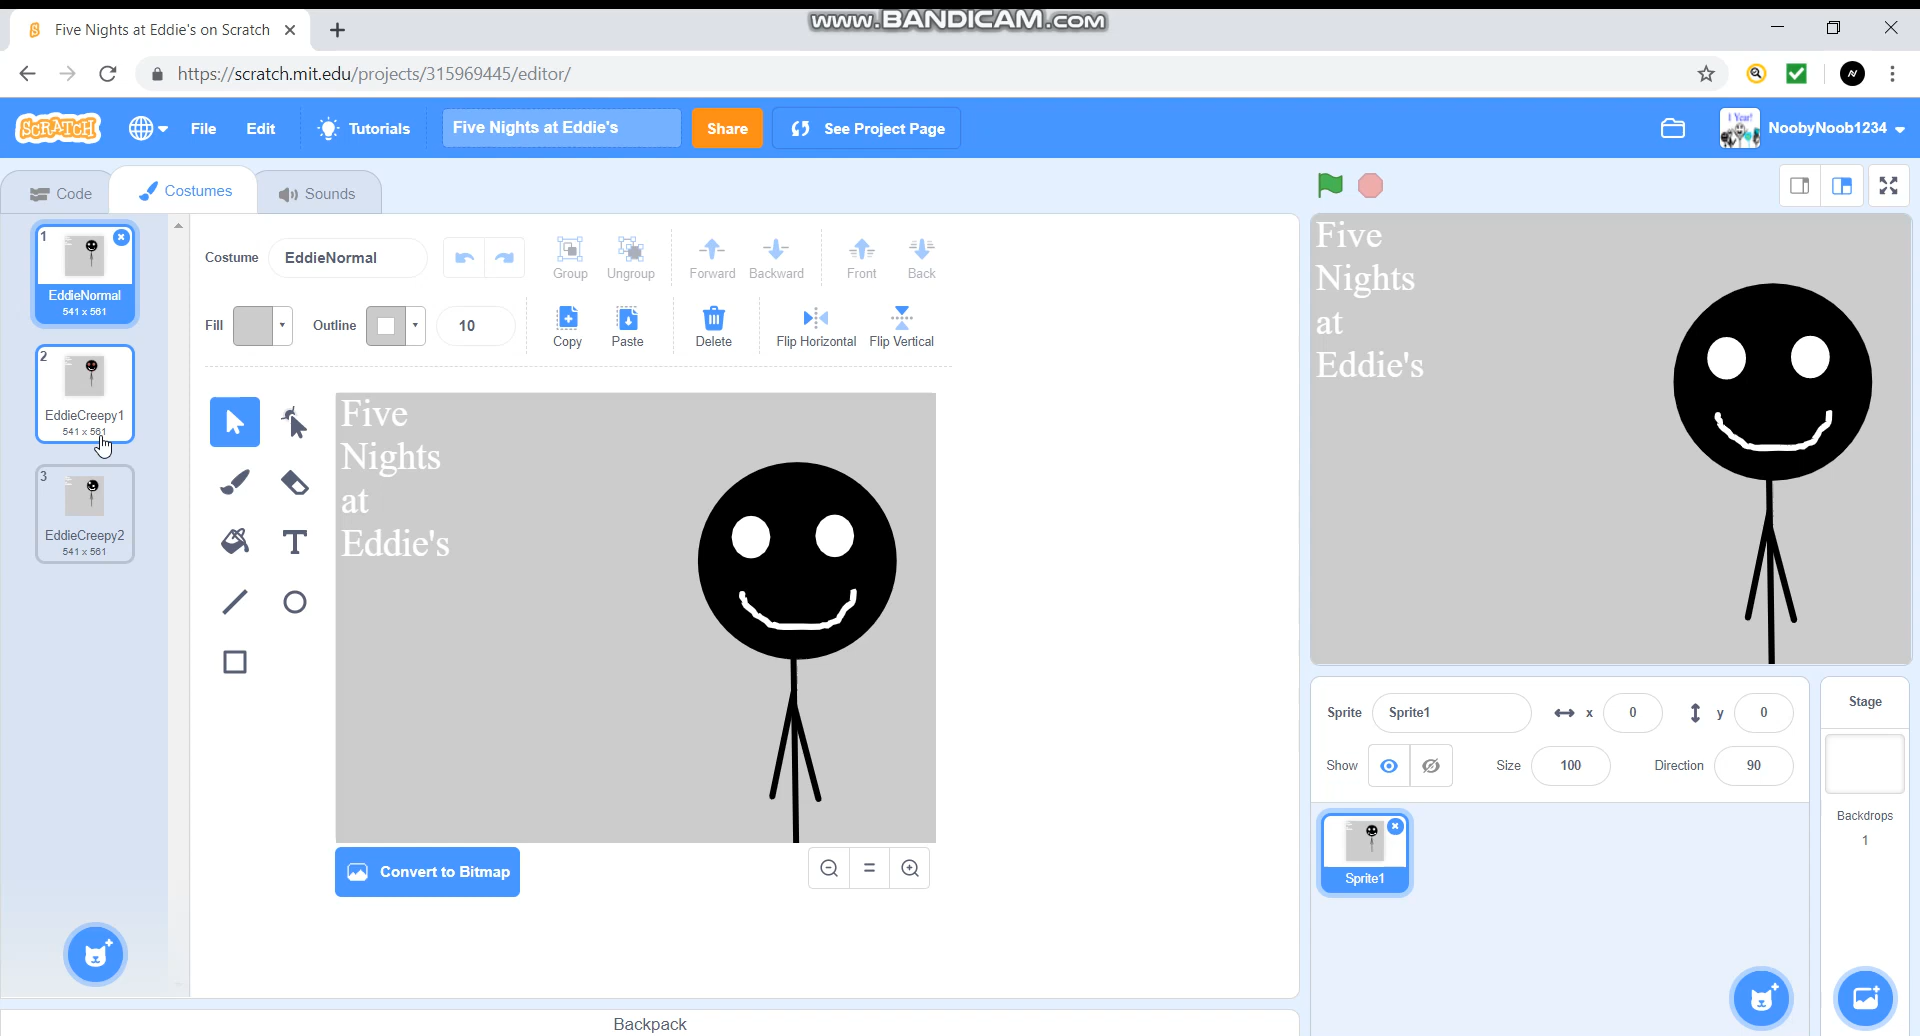 www.BANDICAM.com
Five Nights at Eddie's on Scratch
https://scratch.mit.edu/projects/315969445/editor/
SCRATCH
File
Edit
Tutorials
Five Nights at Eddie's
Share
See Project Page
1 Year!
NoobyNoob1234
Code
Costumes
Sounds
1
EddieNormal
541 x 561
2
EddieCreepy1
541 x 561
3
EddieCreepy2
541 x 561
Costume
EddieNormal
Group
Ungroup
Forward
Backward
Front
Back
Fill
Outline
10
Copy
Paste
Delete
Flip Horizontal
Flip Vertical
Five
Nights
at
Eddie's
Convert to Bitmap
Backpack
Five
Nights
at
Eddie's
Sprite
Sprite1
x
0
y
0
Show
Size
100
Direction
90
Sprite1
Stage
Backdrops
1